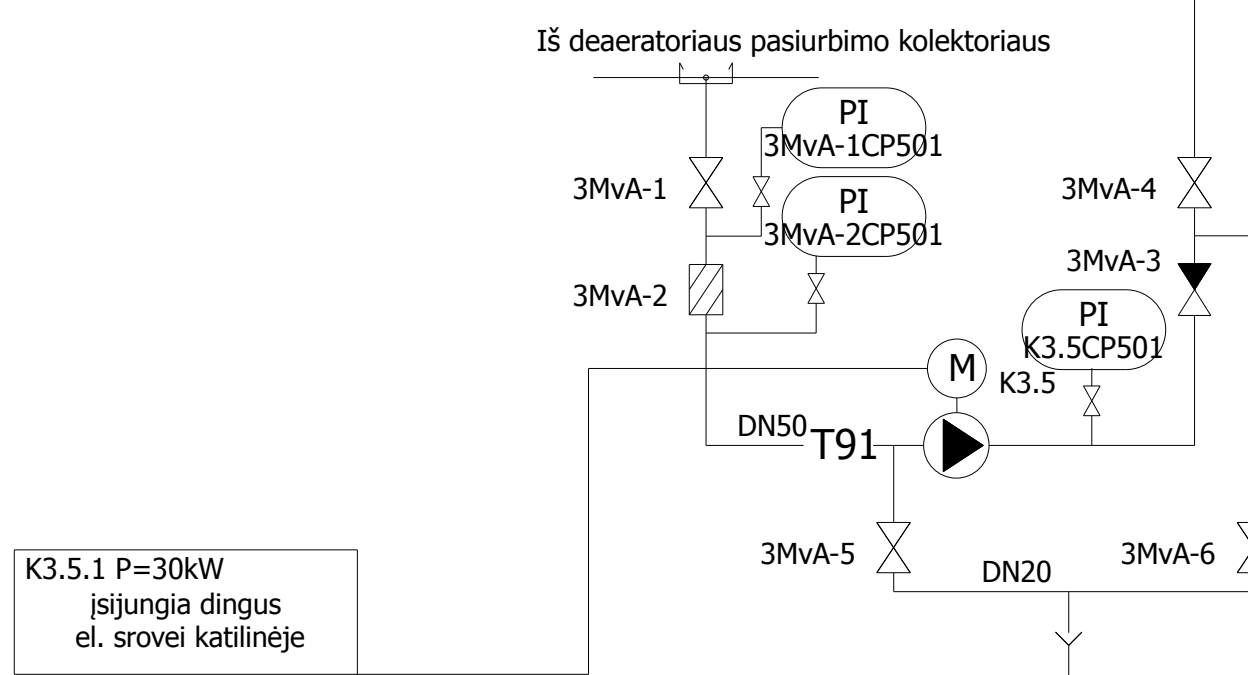 Iš deaeratoriaus pasiurbimo kolektoriaus
PI
3MvA-1CP501
3MvA-1
PI
3MvA-2CP501
3MvA-4
3MvA-2
3MvA-3
PI
K3.5CP501
M
K3.5
DN50
T91
3MvA-5
DN20
3MvA-6
K3.5.1 P=30kW
įsijungia dingus
el. srovei katilinėje